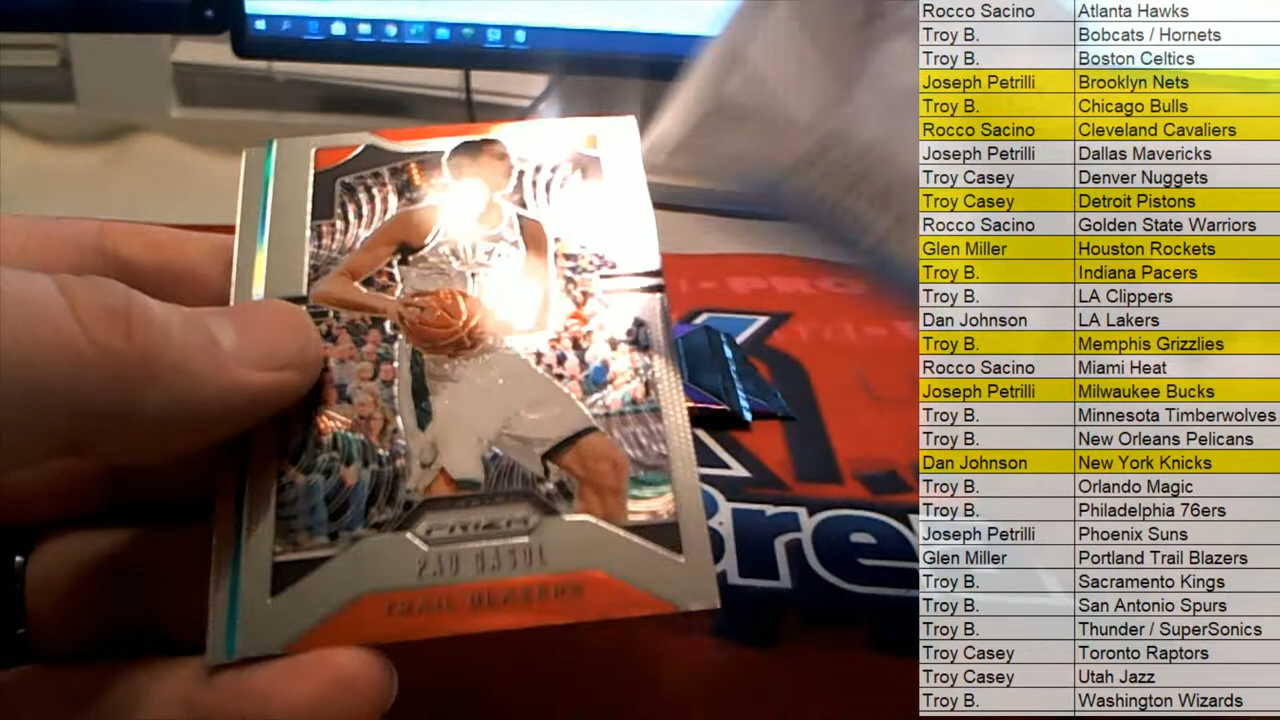 PRIZM
PAU GASOL
TRAIL BLAZERS
PRO
Bre
Rocco Sacino Atlanta Hawks
Troy B. Bobcats / Hornets
Troy B. Boston Celtics
Joseph Petrilli Brooklyn Nets
Troy B. Chicago Bulls
Rocco Sacino Cleveland Cavaliers
Joseph Petrilli Dallas Mavericks
Troy Casey Denver Nuggets
Troy Casey Detroit Pistons
Rocco Sacino Golden State Warriors
Glen Miller Houston Rockets
Troy B. Indiana Pacers
Troy B. LA Clippers
Dan Johnson LA Lakers
Troy B. Memphis Grizzlies
Rocco Sacino Miami Heat
Joseph Petrilli Milwaukee Bucks
Troy B. Minnesota Timberwolves
Troy B. New Orleans Pelicans
Dan Johnson New York Knicks
Troy B. Orlando Magic
Troy B. Philadelphia 76ers
Joseph Petrilli Phoenix Suns
Glen Miller Portland Trail Blazers
Troy B. Sacramento Kings
Troy B. San Antonio Spurs
Troy B. Thunder / SuperSonics
Troy Casey Toronto Raptors
Troy Casey Utah Jazz
Troy B. Washington Wizards